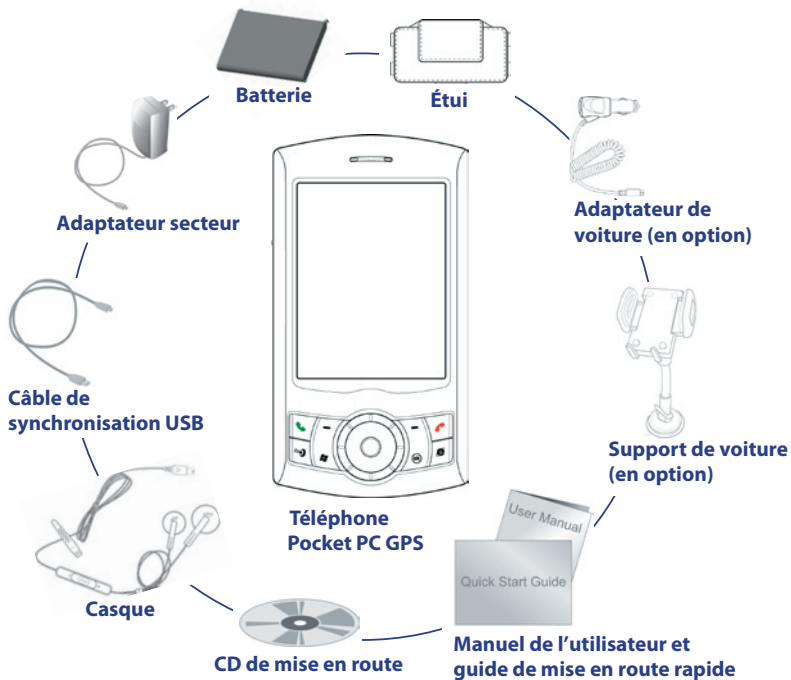 Batterie
Étui
Adaptateur secteur
Adaptateur de
voiture (en option)
Câble de
synchronisation USB
Support de voiture
(en option)
Téléphone
Pocket PC GPS
User Manual
Quick Start Guide
Casque
CD de mise en route
Manuel de l’utilisateur et
guide de mise en route rapide